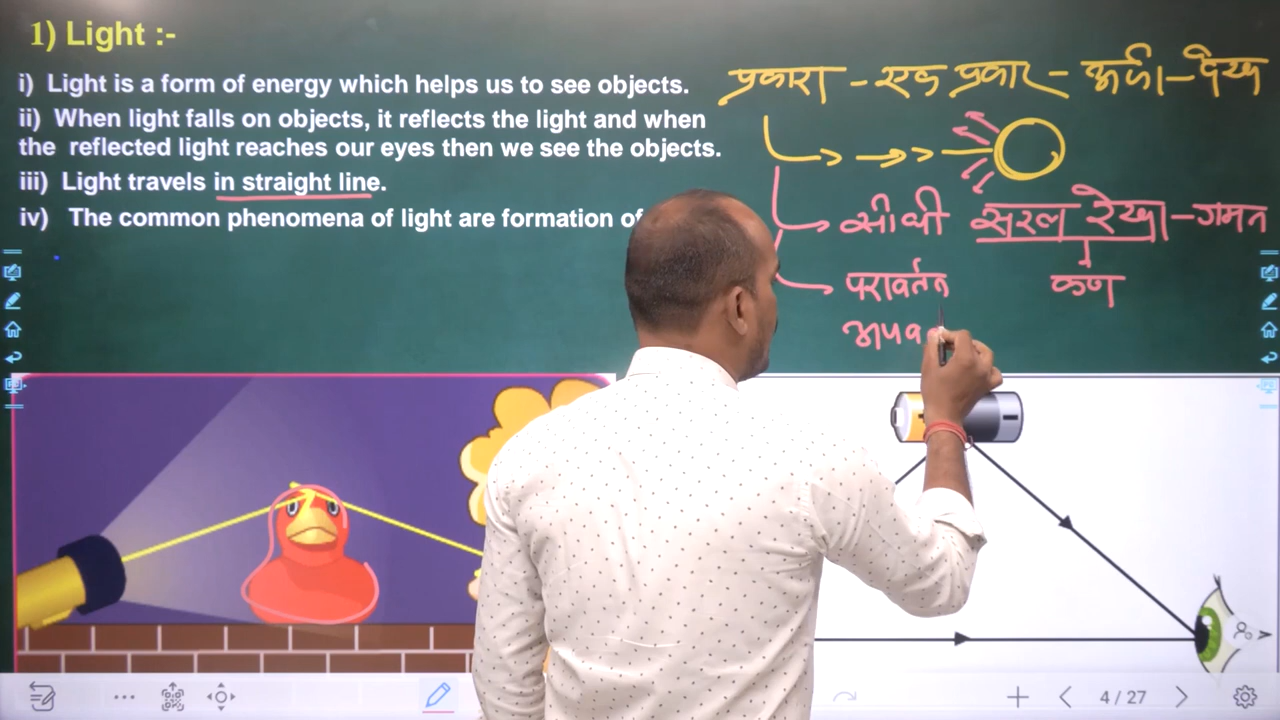 1) Light :-
i) Light is a form of energy which helps us to see objects.
ii) When light falls on objects, it reflects the light and when
the reflected light reaches our eyes then we see the objects.
iii) Light travels in straight line.
iv) The common phenomena of light are formation of
प्रकाश - एक प्रकार - ऊर्जा - देख
सीधी सरल रेखा - गमन
कण
परावर्तन
अपव
4 / 27